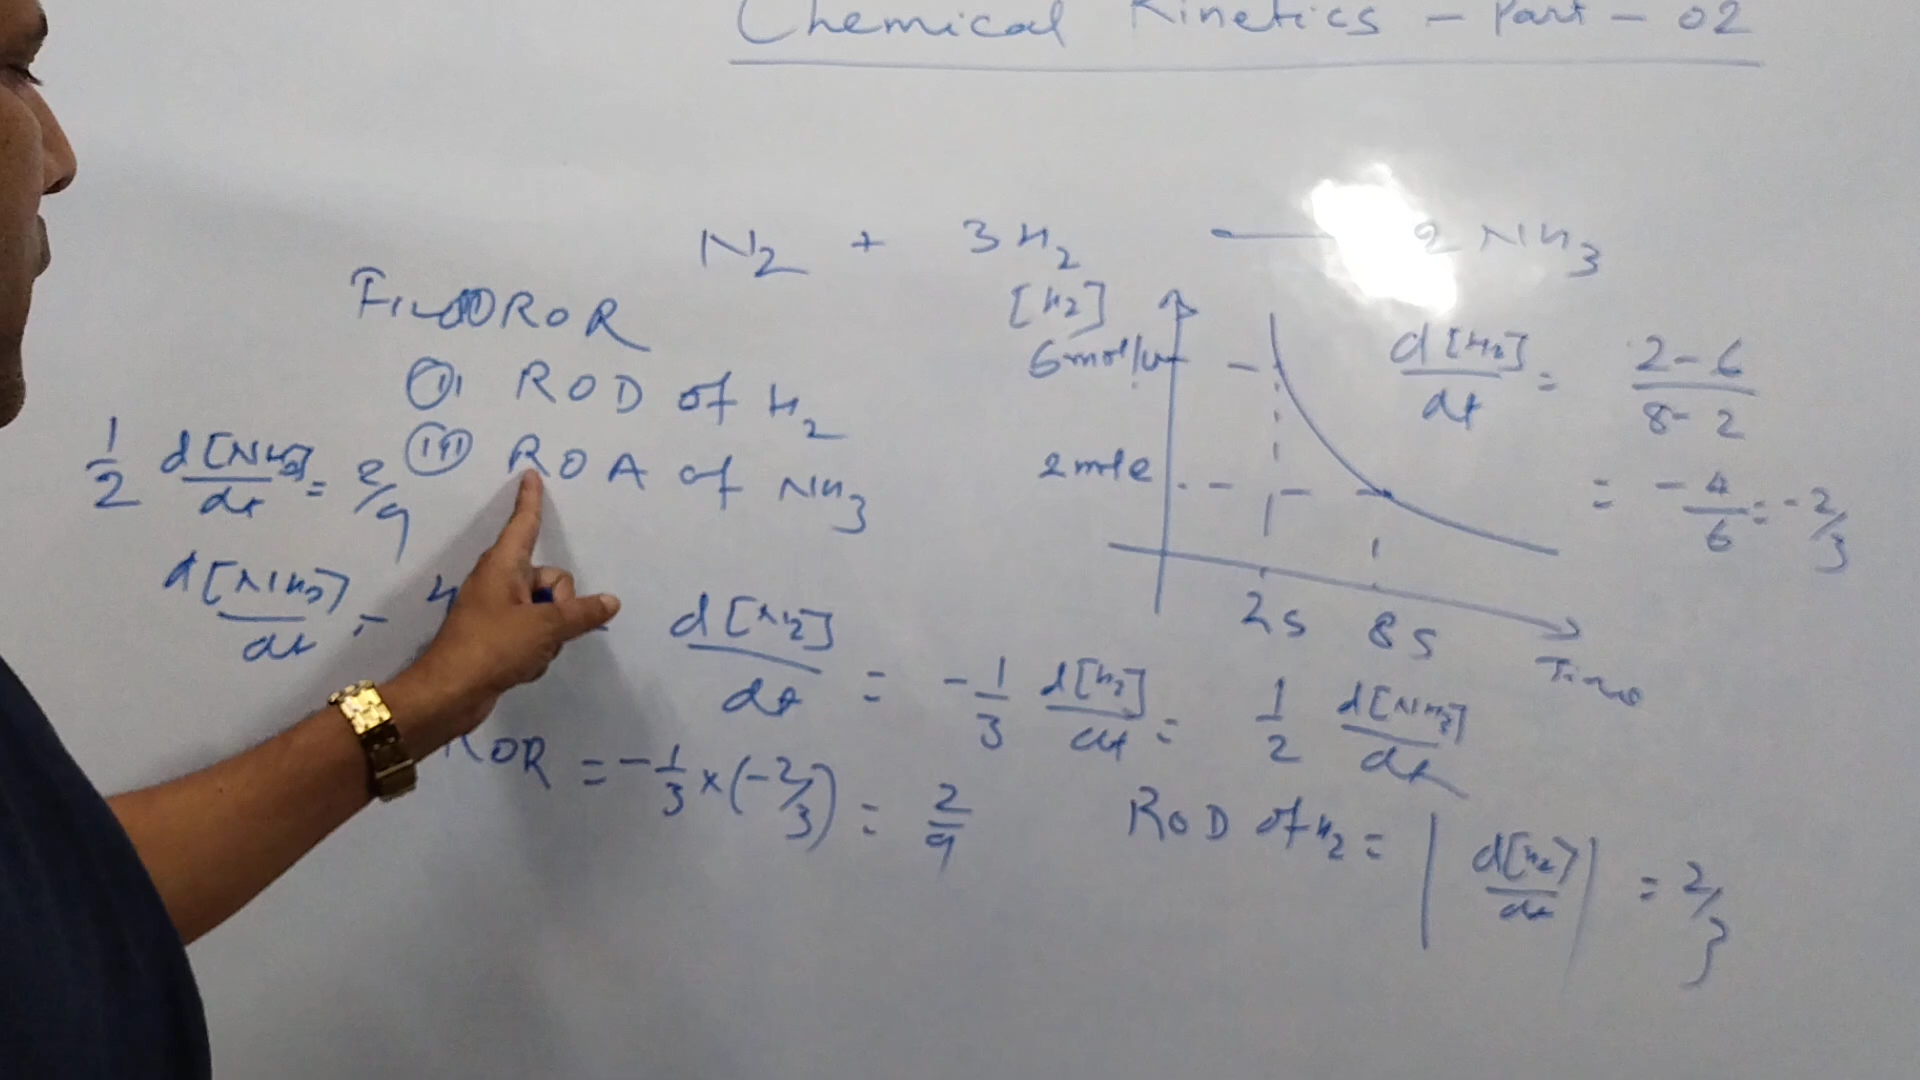 Chemical Kinetics - Part - 02
N2 + 3H2 → 2NH3
Find (i) ROR
(ii) ROD of H2
(iii) ROA of NH3
[H2]
6mol/L
2mol/L
2s 8s
Time
d[H2]/dt = 2-6/8-2
= -4/6 = -2/3
1/2 d[NH3]/dt = 2/9
d[NH3]/dt = 4
- d[N2]/dt = -1/3 d[H2]/dt = 1/2 d[NH3]/dt
ROR = -1/3 × (-2/3) = 2/9
ROD of H2 = |d[H2]/dt| = 2/3